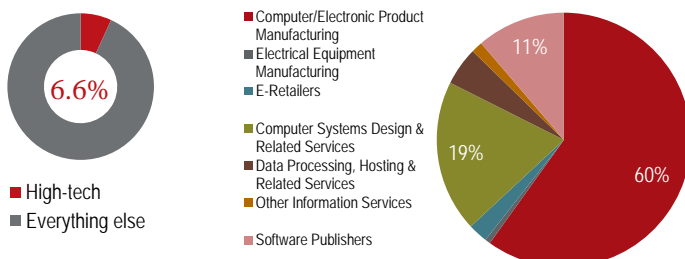 6.6%
High-tech
Everything else
Computer/Electronic Product
Manufacturing
Electrical Equipment
Manufacturing
E-Retailers
Computer Systems Design &
Related Services
Data Processing, Hosting &
Related Services
Other Information Services
Software Publishers
11%
19%
60%